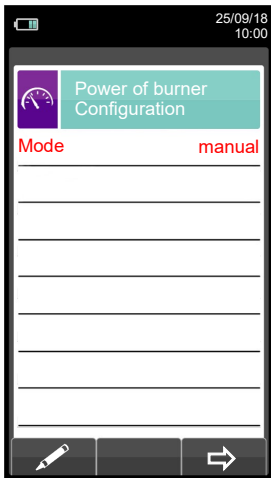 25/09/18
10:00
Power of burner
Configuration
Mode manual